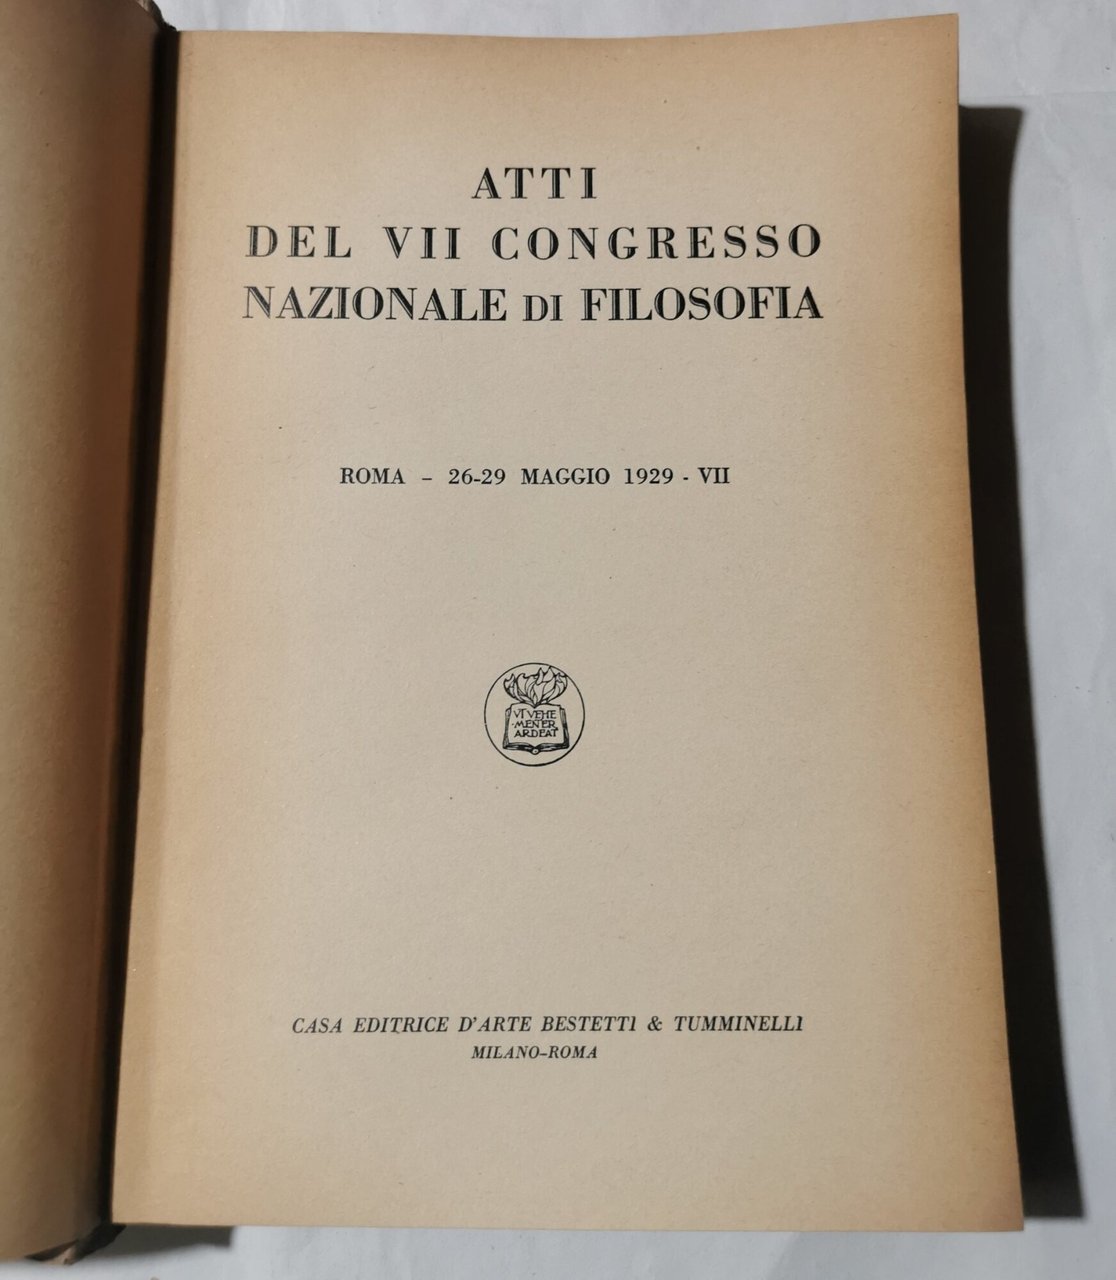 ATTI
DEL VII CONGRESSO
NAZIONALE DI FILOSOFIA
ROMA – 26-29 MAGGIO 1929 - VII
VT VEHE
-MENTER
ARDEAT
CASA EDITRICE D'ARTE BESTETTI & TUMMINELLI
MILANO-ROMA